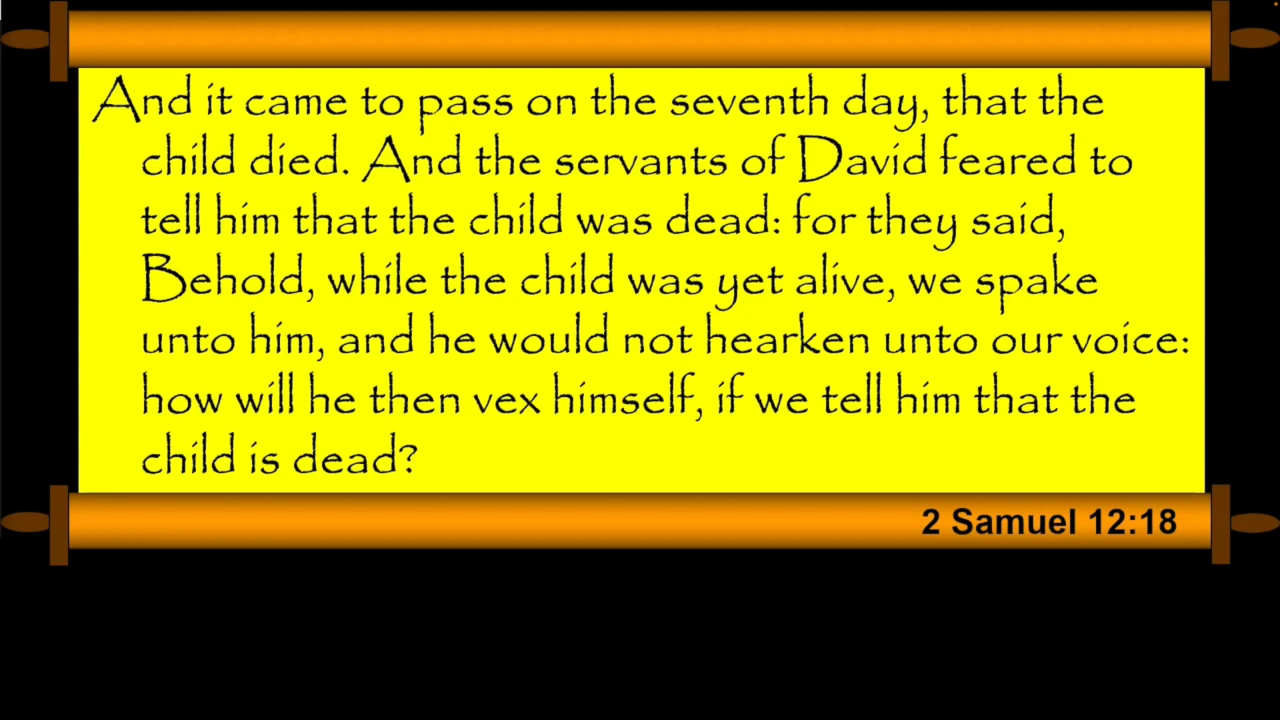 And it came to pass on the seventh day, that the
child died. And the servants of David feared to
tell him that the child was dead: for they said,
Behold, while the child was yet alive, we spake
unto him, and he would not hearken unto our voice:
how will he then vex himself, if we tell him that the
child is dead?
2 Samuel 12:18